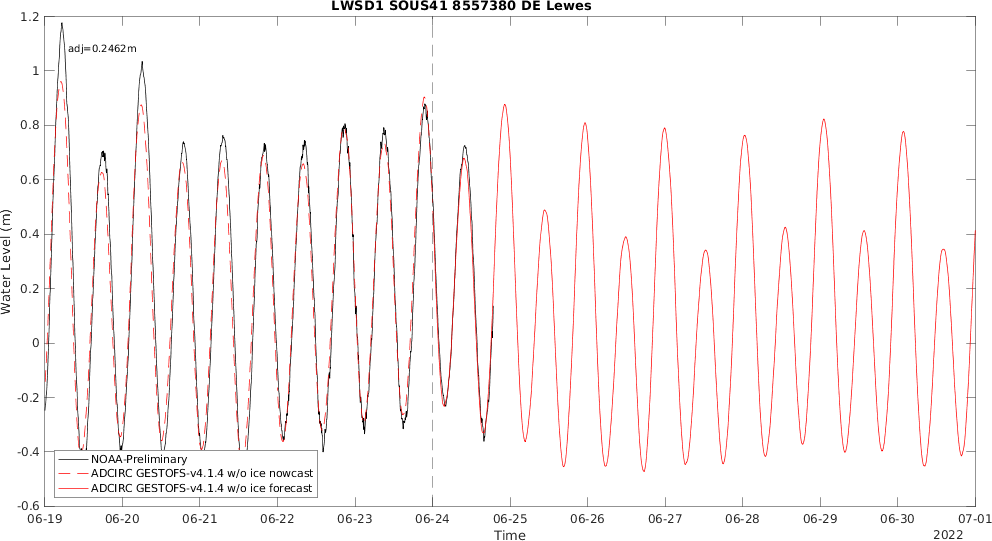 LWSD1 SOUS41 8557380 DE Lewes
1.2
adj=0.2462m
1
0.8
0.6
0.4
0.2
0
-0.2
-0.4
-0.6
Water Level (m)
NOAA-Preliminary
ADCIRC GESTOFS-v4.1.4 w/o ice nowcast
ADCIRC GESTOFS-v4.1.4 w/o ice forecast
06-19 06-20 06-21 06-22 06-23 06-24 06-25 06-26 06-27 06-28 06-29 06-30 07-01
Time
2022